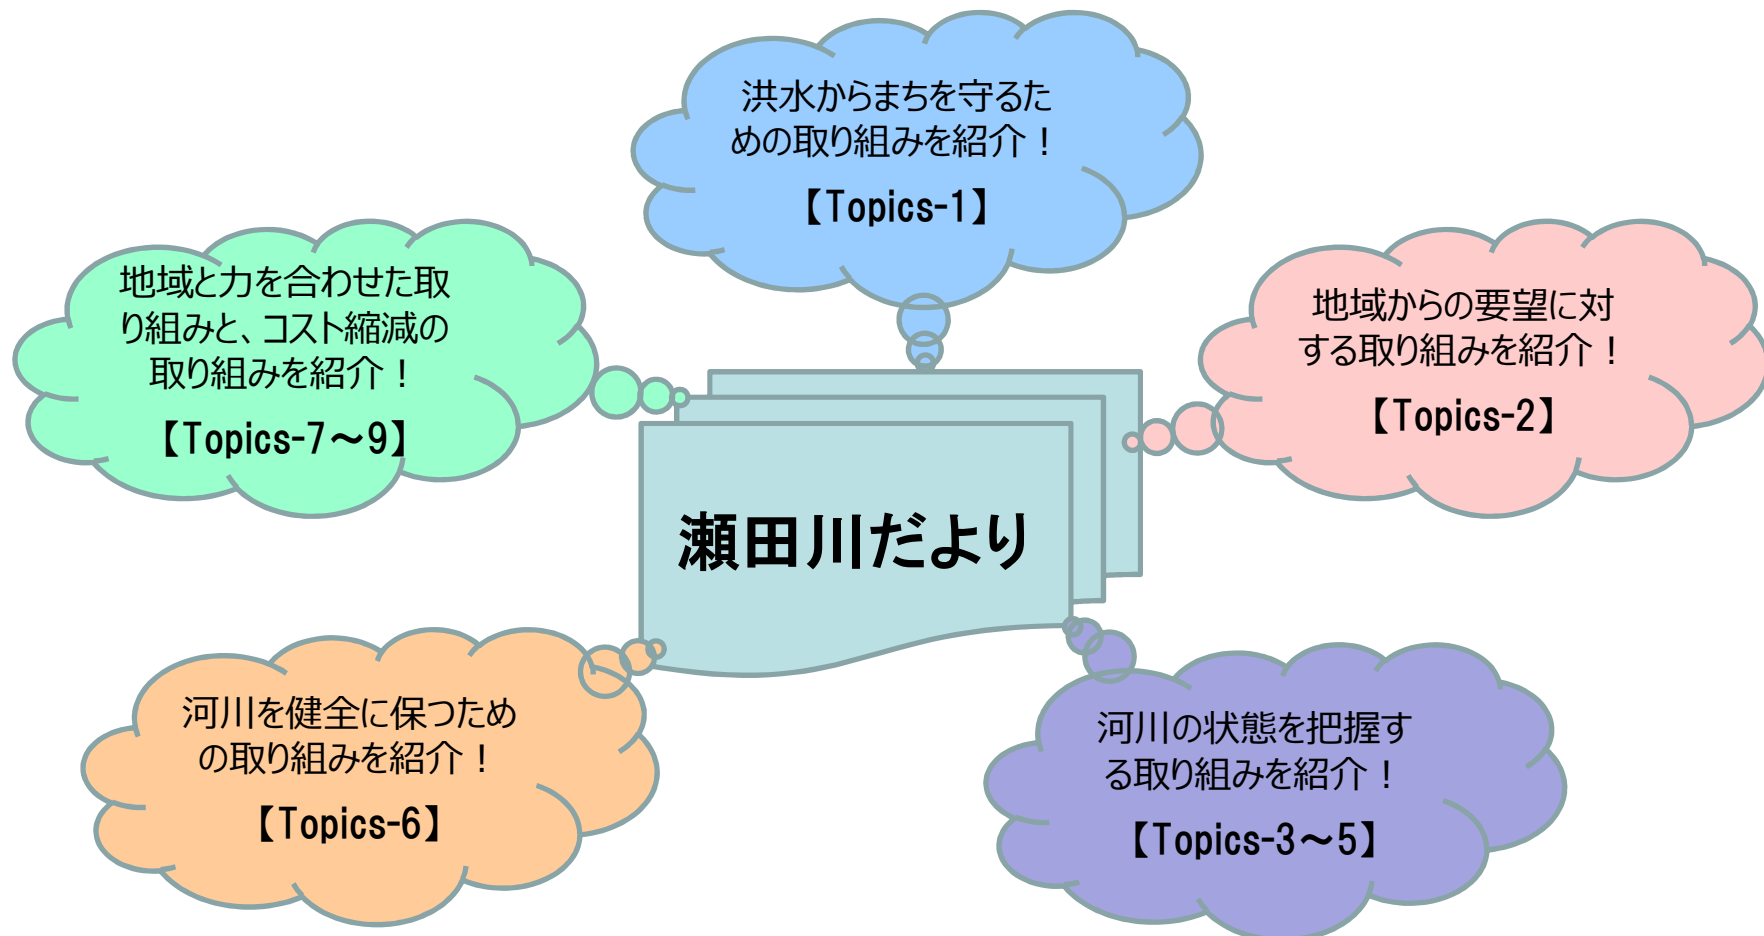 洪水からまちを守るた
めの取り組みを紹介！
【Topics-1】
地域と力を合わせた取
り組みと、コスト縮減の
取り組みを紹介！
【Topics-7～9】
地域からの要望に対
する取り組みを紹介！
【Topics-2】
瀬田川だより
河川を健全に保つため
の取り組みを紹介！
【Topics-6】
河川の状態を把握す
る取り組みを紹介！
【Topics-3～5】